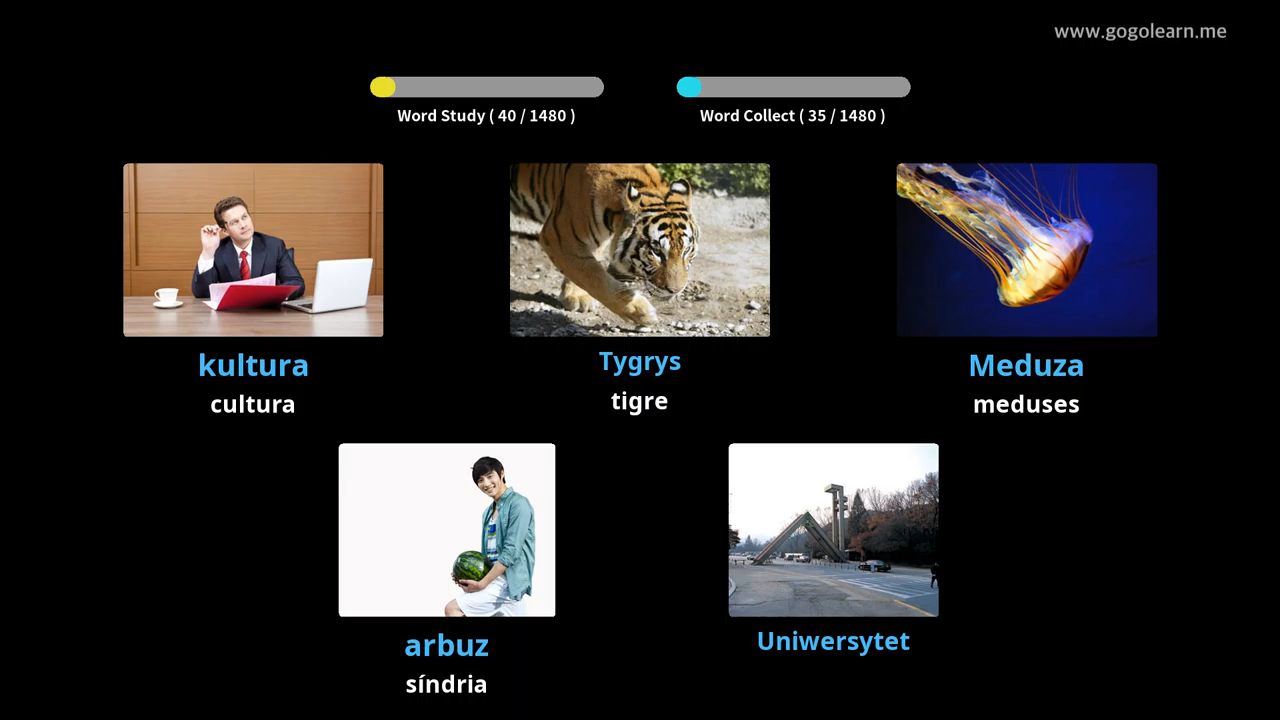 www.gogolearn.me
Word Study ( 40 / 1480 )
Word Collect ( 35 / 1480 )
kultura
cultura
Tygrys
tigre
Meduza
meduses
arbuz
síndria
Uniwersytet